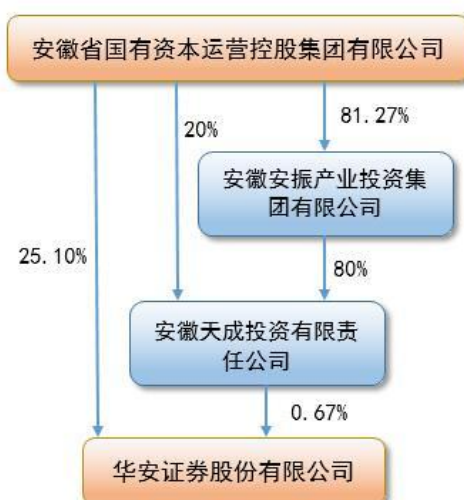 安徽省国有资本运营控股集团有限公司
20%
81.27%
安徽安振产业投资集
团有限公司
25.10%
80%
安徽天成投资有限责
任公司
0.67%
华安证券股份有限公司